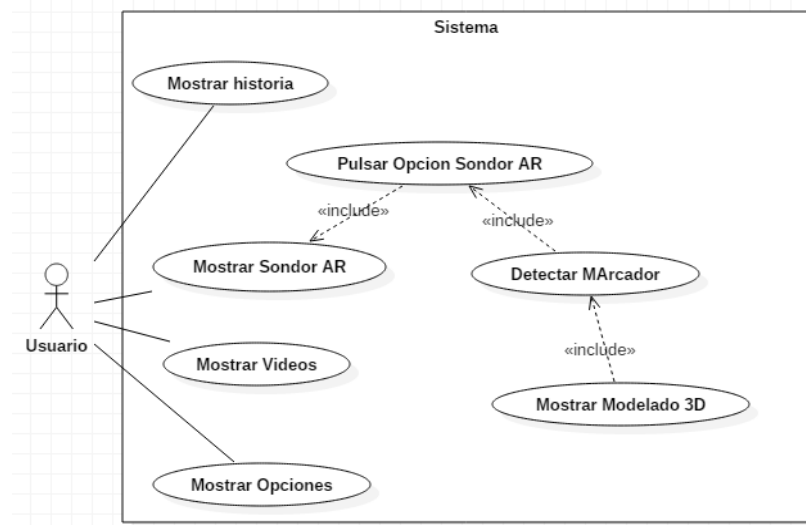 Sistema
Mostrar historia
Pulsar Opcion Sondor AR
«include»
«include»
Mostrar Sondor AR
Detectar MArcador
Usuario
Mostrar Videos
«include»
Mostrar Modelado 3D
Mostrar Opciones